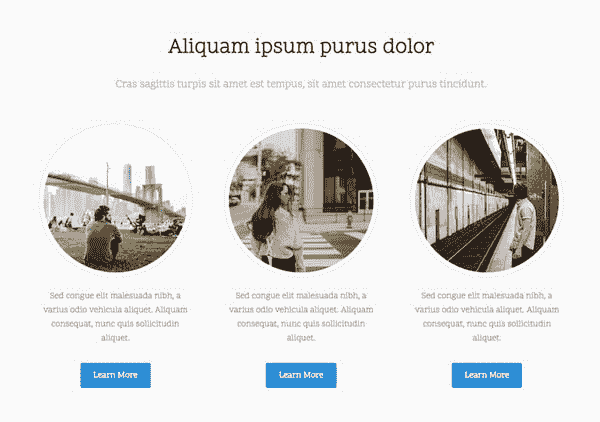 Aliquam ipsum purus dolor
Cras sagittis turpis sit amet est tempus, sit amet consectetur purus tincidunt.
Sed congue elit malesuada nibh, a
varius odio vehicula aliquet. Aliquam
consequat, nunc quis sollicitudin
aliquet.
Learn More
Sed congue elit malesuada nibh, a
varius odio vehicula aliquet. Aliquam
consequat, nunc quis sollicitudin
aliquet.
Learn More
Sed congue elit malesuada nibh, a
varius odio vehicula aliquet. Aliquam
consequat, nunc quis sollicitudin
aliquet.
Learn More